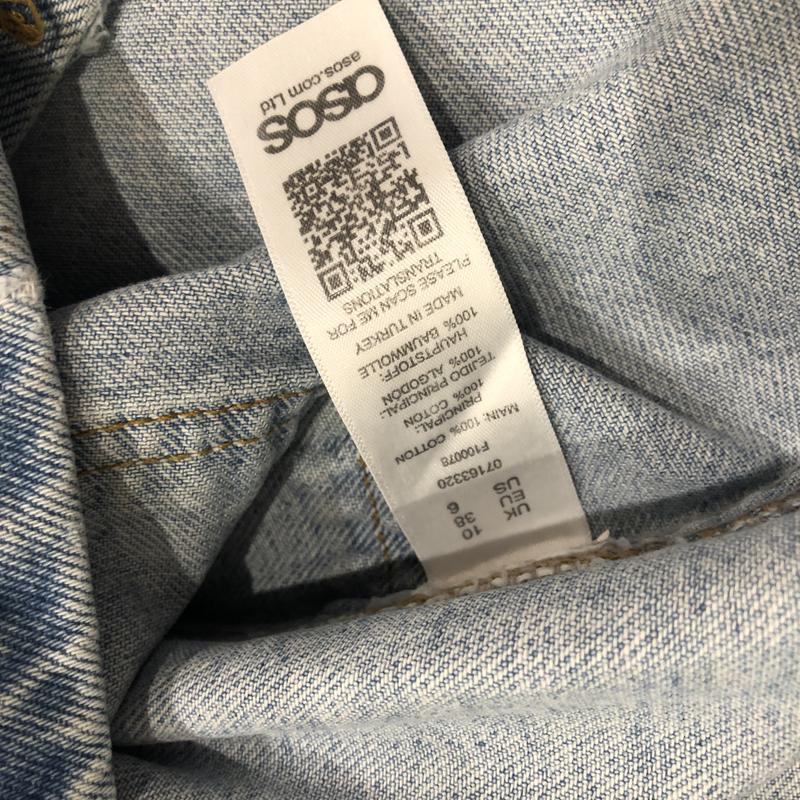 UK 10
EU 38
US 6
07163320
F100078
MAIN: 100% COTTON
PRINCIPAL:
100% COTON
TEJIDO PRINCIPAL:
100% ALGODÓN
HAUPTSTOFF:
100% BAUMWOLLE
MADE IN TURKEY
PLEASE SCAN ME FOR
TRANSLATIONS
asos
asos.com Ltd